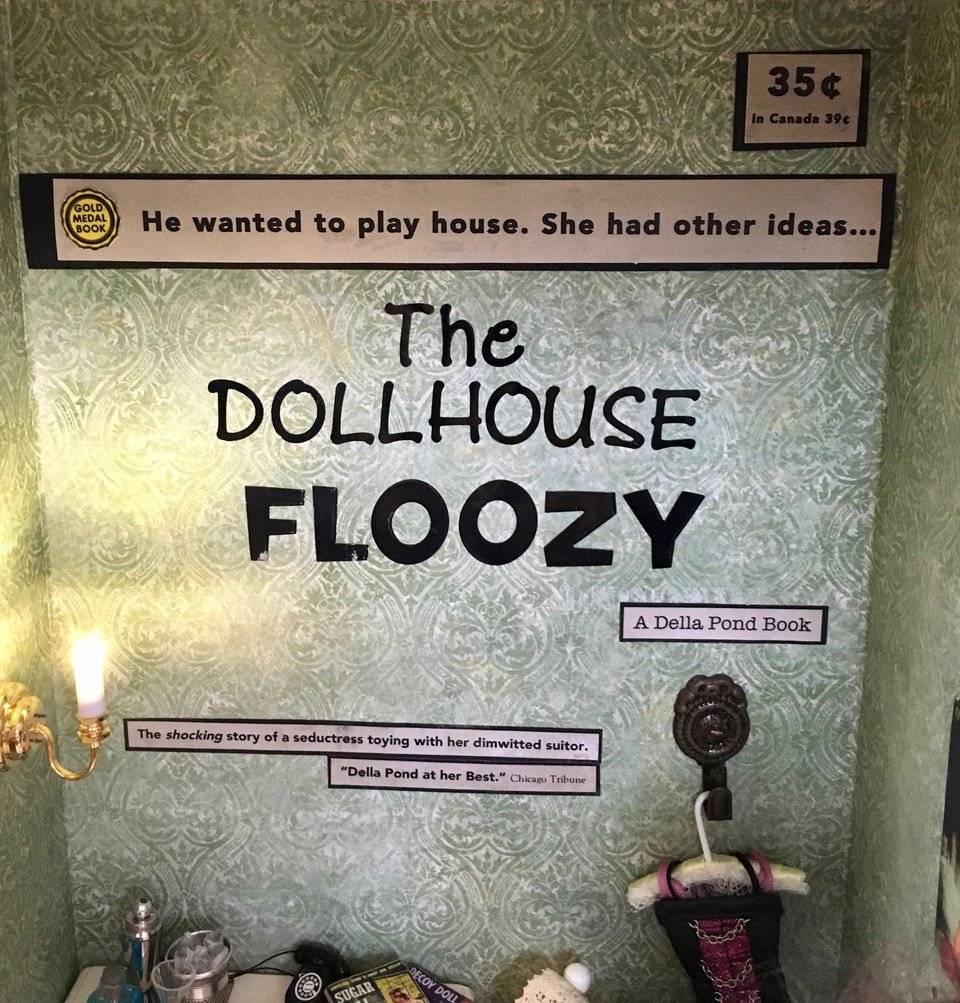 35¢
In Canada 39¢
GOLD
MEDAL
BOOK
He wanted to play house. She had other ideas...
The
DOLLHOUSE
FLOOZY
A Della Pond Book
The shocking story of a seductress toying with her dimwitted suitor.
“Della Pond at her Best.” Chicago Tribune
SUGAR
DECOY DOLL